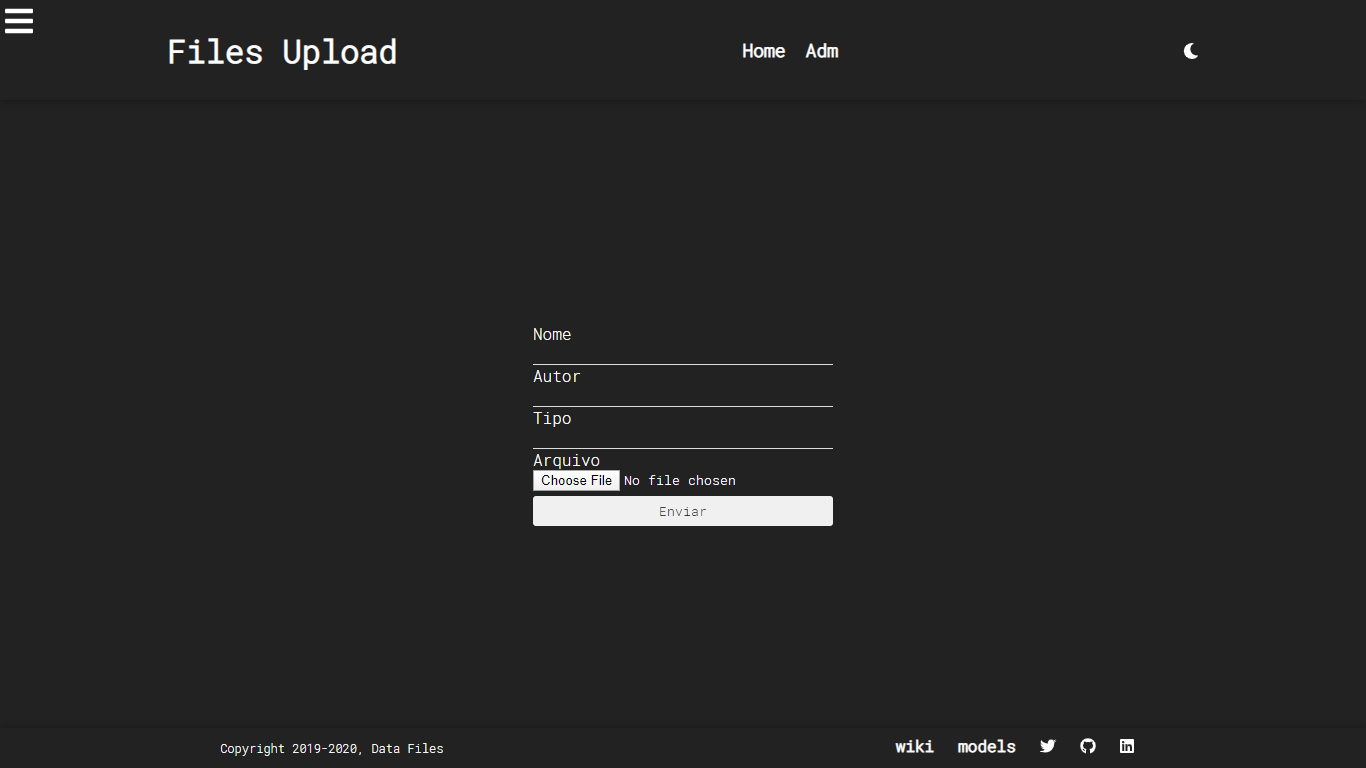 Files Upload
Home Adm
Nome
Autor
Tipo
Arquivo
Choose File No file chosen
Enviar
Copyright 2019-2020, Data Files
wiki models